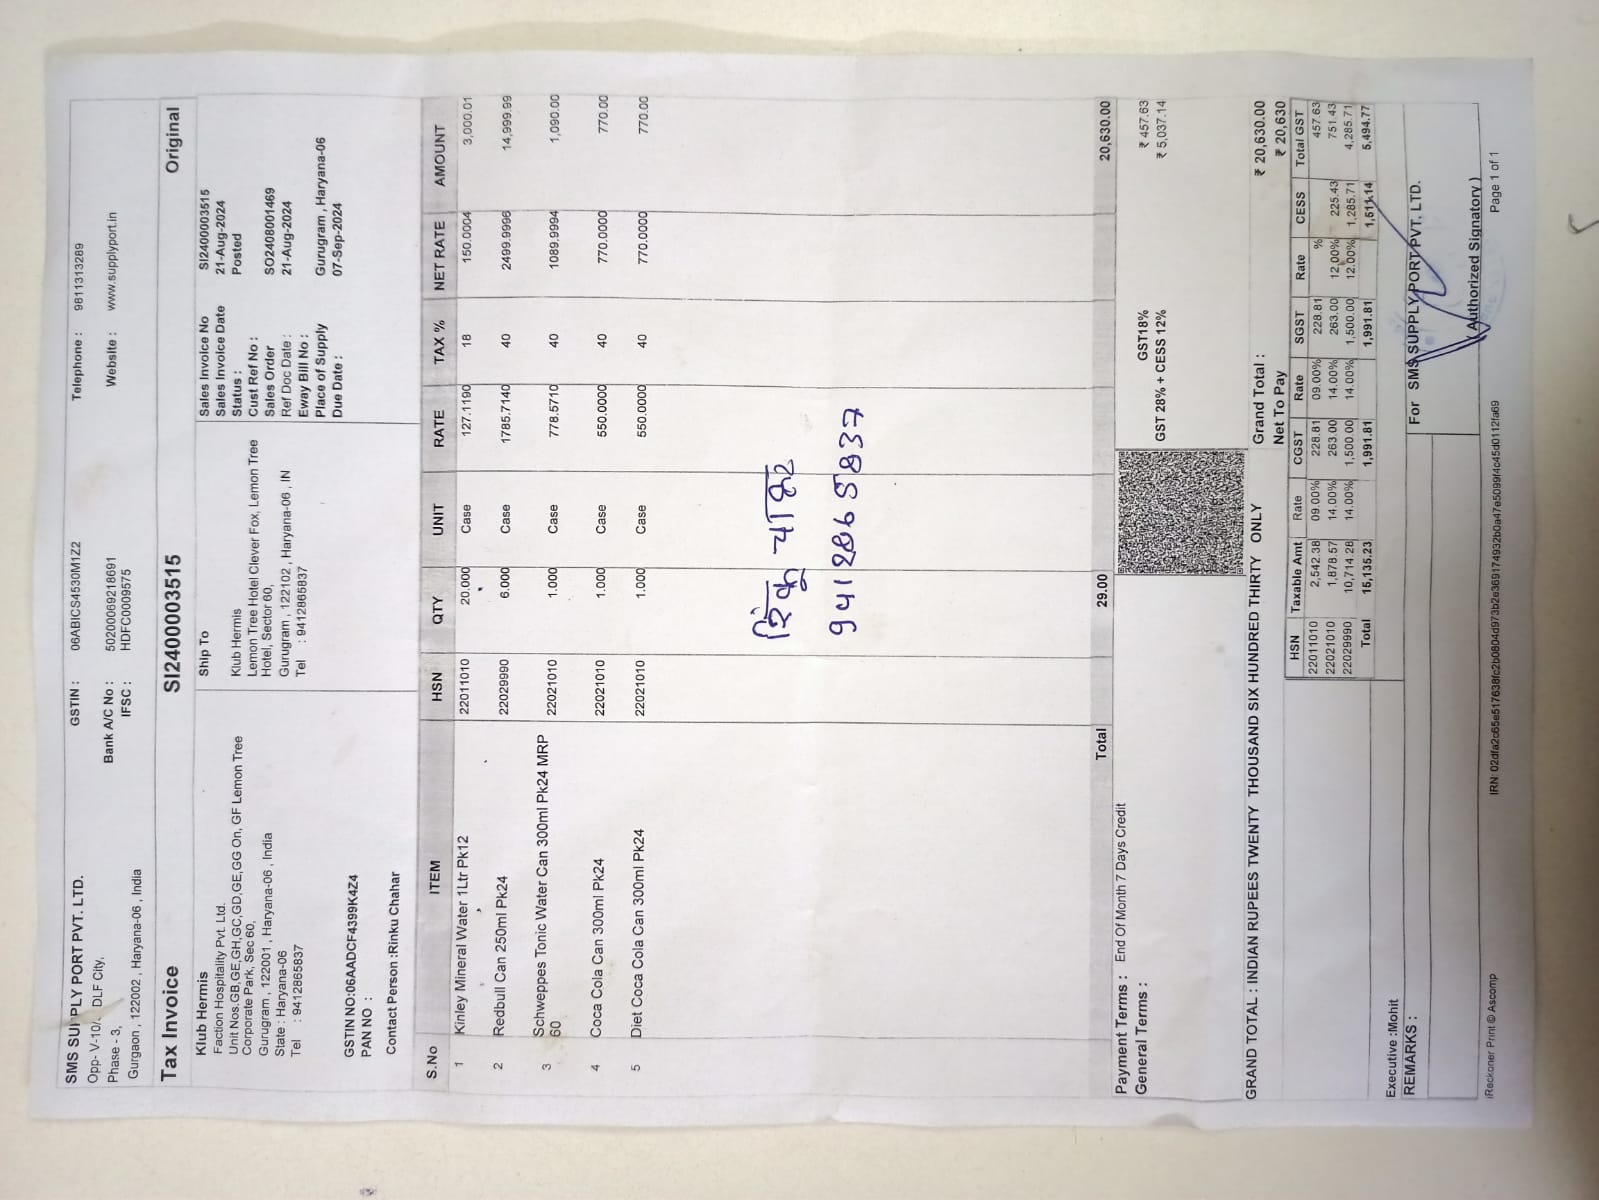 SMS SUPPLY PORT PVT. LTD. GSTIN : 06ABICS4530M1Z2 Telephone : 9811313289
Opp- V-10/ DLF City,
Phase - 3, Bank A/C No : 50200069218691 Website : www.supplyport.in
Gurgaon , 122002 , Haryana-06 , India IFSC : HDFC0009575
Tax Invoice SI2400003515 Original
Klub Hermis
Faction Hospitality Pvt. Ltd.
Unit Nos.GB,GE,GH,GC,GD,GE,GG On, GF Lemon Tree
Corporate Park, Sec 60,
Gurugram , 122001 , Haryana-06 , India
State : Haryana-06
Tel : 9412865837
GSTIN NO:06AADCF4399K4Z4
PAN NO :
Contact Person :Rinku Chahar
Ship To
Klub Hermis
Lemon Tree Hotel Clever Fox, Lemon Tree
Hotel, Sector 60,
Gurugram , 122102 , Haryana-06 , IN
Tel : 9412865837
Sales Invoice No SI2400003515
Sales Invoice Date 21-Aug-2024
Status : Posted
Cust Ref No :
Sales Order SO2408001469
Ref Doc Date : 21-Aug-2024
Eway Bill No :
Place of Supply Gurugram , Haryana-06
Due Date : 07-Sep-2024
S.No ITEM HSN QTY UNIT RATE TAX % NET RATE AMOUNT
1 Kinley Mineral Water 1Ltr Pk12 22011010 20.000 Case 127.1190 18 150.0004 3,000.01
2 Redbull Can 250ml Pk24 22029990 6.000 Case 1785.7140 40 2499.9996 14,999.99
3 Schweppes Tonic Water Can 300ml Pk24 MRP 22021010 1.000 Case 778.5710 40 1089.9994 1,090.00
60
4 Coca Cola Can 300ml Pk24 22021010 1.000 Case 550.0000 40 770.0000 770.00
5 Diet Coca Cola Can 300ml Pk24 22021010 1.000 Case 550.0000 40 770.0000 770.00
रिंकू चाहर
9412865837
Total 29.00 20,630.00
Payment Terms : End Of Month 7 Days Credit
General Terms :
GST18% ₹ 457.63
GST 28% + CESS 12% ₹ 5,037.14
GRAND TOTAL : INDIAN RUPEES TWENTY THOUSAND SIX HUNDRED THIRTY ONLY Grand Total : ₹ 20,630.00
Net To Pay ₹ 20,630
HSN Taxable Amt Rate CGST Rate SGST Rate CESS Total GST
22011010 2,542.38 09.00% 228.81 09.00% 228.81 % 457.63
22021010 1,878.57 14.00% 263.00 14.00% 263.00 12.00% 225.43 751.43
22029990 10,714.28 14.00% 1,500.00 14.00% 1,500.00 12.00% 1,285.71 4,285.71
Total 15,135.23 1,991.81 1,991.81 1,511.14 5,494.77
Executive :Mohit
REMARKS :
For SMS SUPPLY PORT PVT. LTD.
( Authorized Signatory )
iReckoner Print @ Ascomp Page 1 of 1